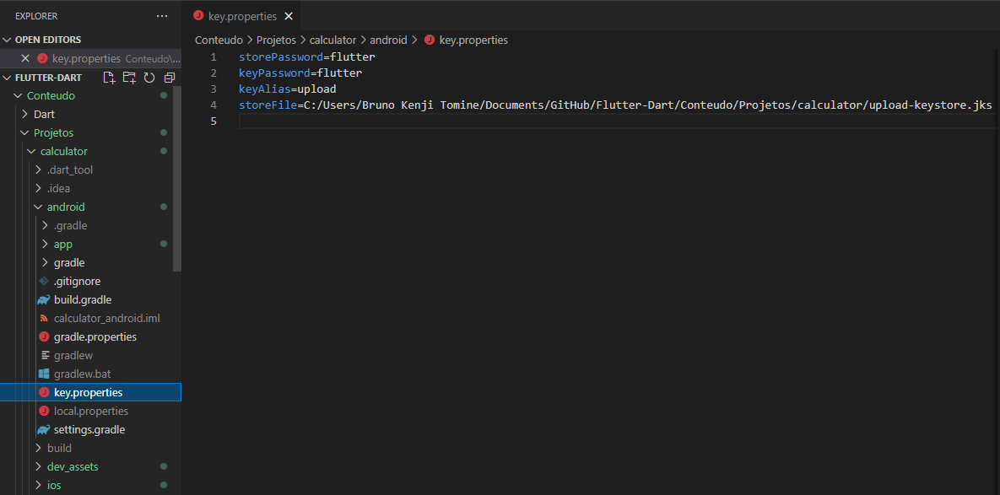 EXPLORER
key.properties
OPEN EDITORS
key.properties Conteudo\...
FLUTTER-DART
Conteudo
Dart
Projetos
calculator
.dart_tool
.idea
android
.gradle
app
gradle
.gitignore
build.gradle
calculator_android.iml
gradle.properties
gradlew
gradlew.bat
key.properties
local.properties
settings.gradle
build
dev_assets
ios
Conteudo > Projetos > calculator > android > key.properties
1 storePassword=flutter
2 keyPassword=flutter
3 keyAlias=upload
4 storeFile=C:/Users/Bruno Kenji Tomine/Documents/GitHub/Flutter-Dart/Conteudo/Projetos/calculator/upload-keystore.jks
5